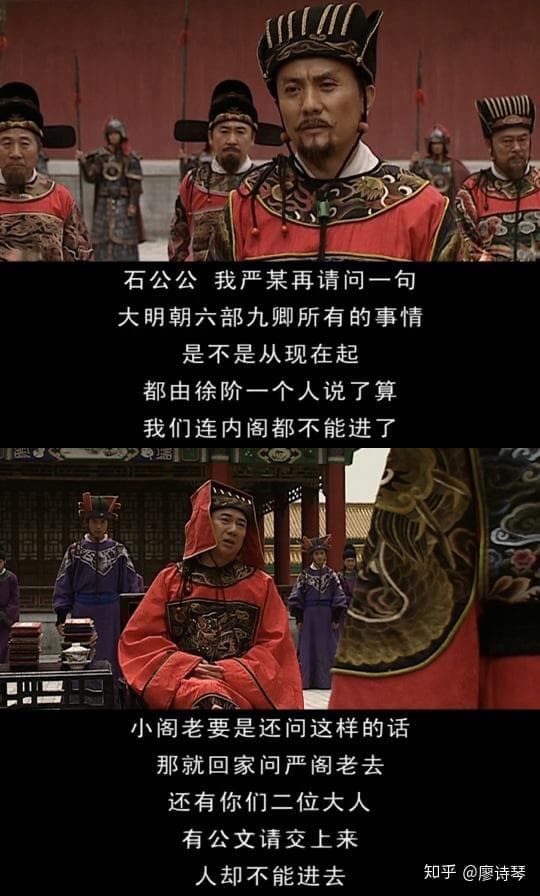 石公公 我严某再请问一句
大明朝六部九卿所有的事情
是不是从现在起
都由徐阶一个人说了算
我们连内阁都不能进了
小阁老要是还问这样的话
那就回家问严阁老去
还有你们二位大人
有公文请交上来
人却不能进去
知乎 @廖诗琴